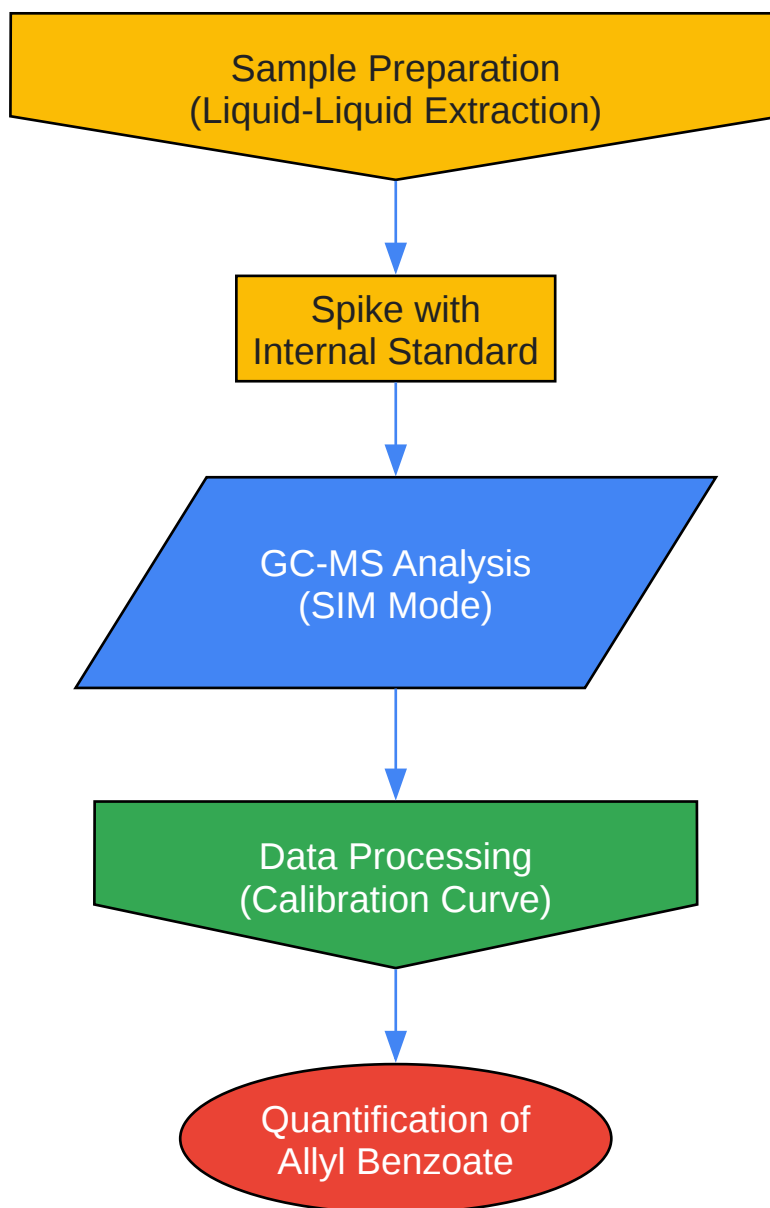 Sample Preparation
(Liquid-Liquid Extraction)
Spike with
Internal Standard
GC-MS Analysis
(SIM Mode)
Data Processing
(Calibration Curve)
Quantification of
Allyl Benzoate